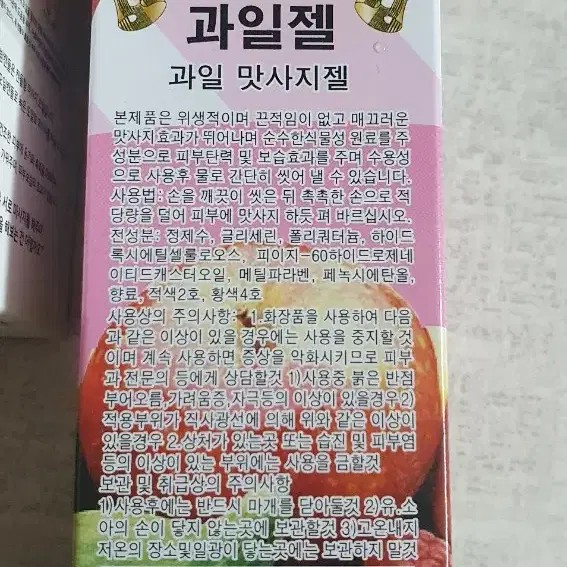 과일젤
과일 맛사지젤
본제품은 위생적이며 끈적임이 없고 매끄러운
맛사지효과가 뛰어나며 순수한식물성 원료를 주
성분으로 피부탄력 및 보습효과를 주며 수용성
으로 사용후 물로 간단히 씻어 낼 수 있습니다.
사용법: 손을 깨끗이 씻은 뒤 촉촉한 손으로 적
당량을 덜어 피부에 맛사지 하듯 펴 바르십시오.
전성분: 정제수, 글리세린, 폴리쿼터늄, 하이드
록시에틸셀룰로오스, 피이지-60하이드로제네
이티드캐스터오일, 메틸파라벤, 페녹시에탄올,
향료, 적색2호, 황색4호
사용상의 주의사항: 1.화장품을 사용하여 다음
과 같은 이상이 있을 경우에는 사용을 중지할 것
이며 계속 사용하면 증상을 악화시키므로 피부
과 전문의 등에게 상담할것 1)사용중 붉은 반점
부어오름,가려움증,자극등의 이상이 있을경우2)
적용부위가 직사광선에 의해 위와 같은 이상이
있을경우 2.상처가 있는곳 또는 습진 및 피부염
등의 이상이 있는 부위에는 사용을 금할것
보관 및 취급상의 주의사항
1)사용후에는 반드시 마개를 닫아둘것 2)유.소
아의 손이 닿지 않는곳에 보관할것 3)고온내지
저온의 장소및일광이 닿는곳에는 보관하지 말것